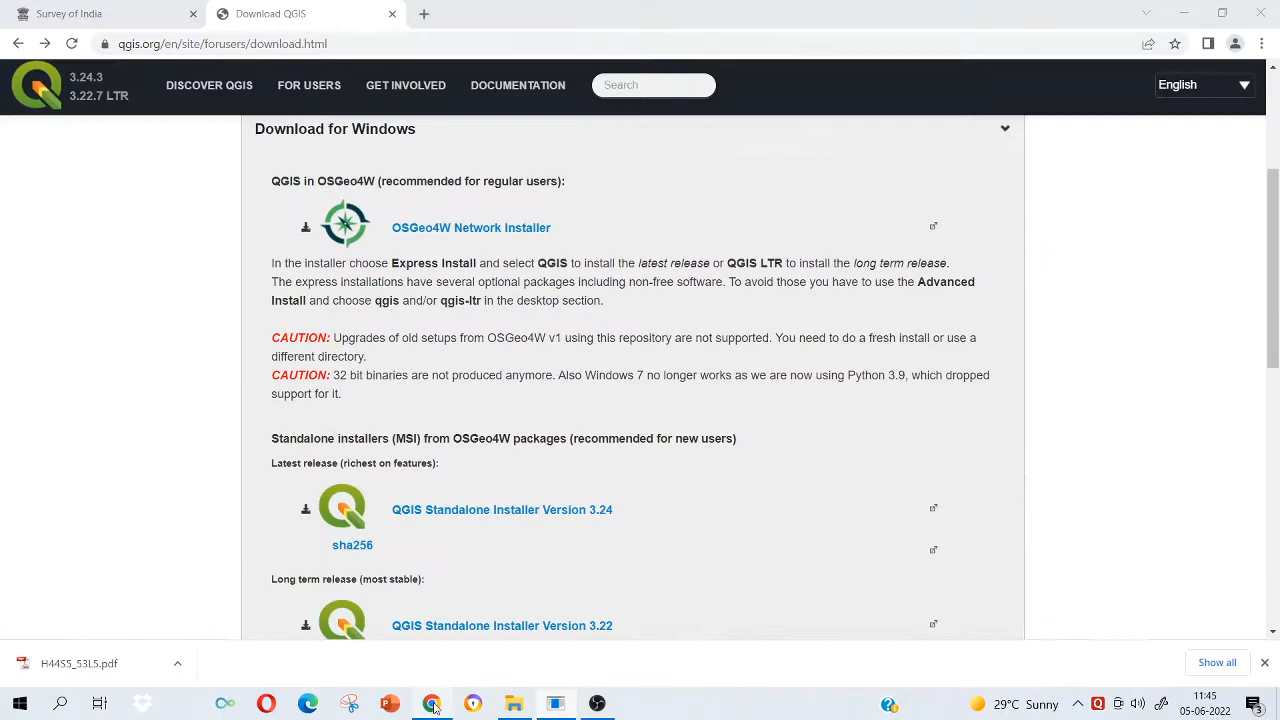 Survey of India
Download QGIS
qgis.org/en/site/forusers/download.html
3.24.3
3.22.7 LTR
DISCOVER QGIS
FOR USERS
GET INVOLVED
DOCUMENTATION
Search
English
Download for Windows
QGIS in OSGeo4W (recommended for regular users):
OSGeo4W Network Installer
In the installer choose Express Install and select QGIS to install the latest release or QGIS LTR to install the long term release.
The express installations have several optional packages including non-free software. To avoid those you have to use the Advanced
Install and choose qgis and/or qgis-ltr in the desktop section.
CAUTION: Upgrades of old setups from OSGeo4W v1 using this repository are not supported. You need to do a fresh install or use a
different directory.
CAUTION: 32 bit binaries are not produced anymore. Also Windows 7 no longer works as we are now using Python 3.9, which dropped
support for it.
Standalone installers (MSI) from OSGeo4W packages (recommended for new users)
Latest release (richest on features):
QGIS Standalone Installer Version 3.24
sha256
Long term release (most stable):
QGIS Standalone Installer Version 3.22
H44S5_53L5.pdf
Show all
29°C Sunny
11:45
05-06-2022
3